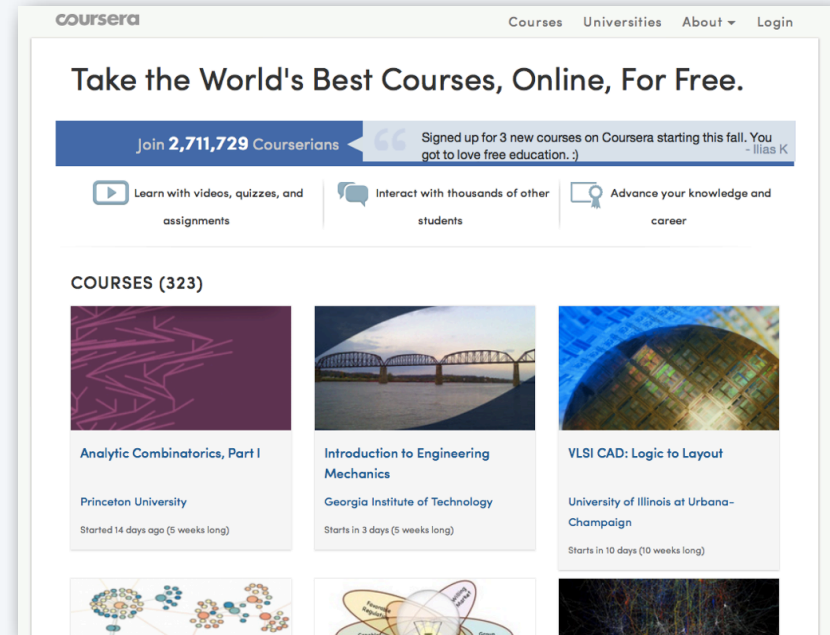 coursera
Courses Universities About Login
Take the World's Best Courses, Online, For Free.
Join 2,711,729 Courserians
Signed up for 3 new courses on Coursera starting this fall. You
got to love free education. :)
- Ilias K
Learn with videos, quizzes, and
assignments
Interact with thousands of other
students
Advance your knowledge and
career
COURSES (323)
Analytic Combinatorics, Part I
Princeton University
Started 14 days ago (5 weeks long)
Introduction to Engineering
Mechanics
Georgia Institute of Technology
Starts in 3 days (5 weeks long)
VLSI CAD: Logic to Layout
University of Illinois at Urbana-
Champaign
Starts in 10 days (10 weeks long)
Favorable